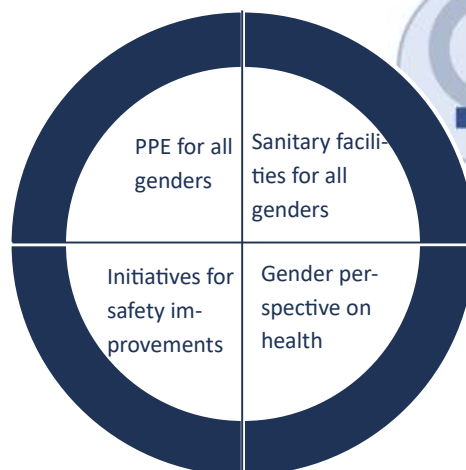 PPE for all
genders
Sanitary facili-
ties for all
genders
Initiatives for
safety im-
provements
Gender per-
spective on
health